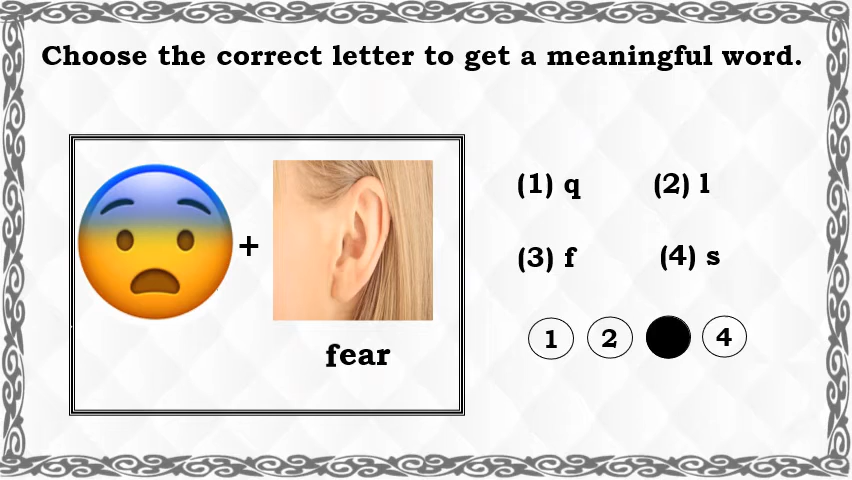 Choose the correct letter to get a meaningful word.
+
fear
(1) q (2) l
(3) f (4) s
1 2 4